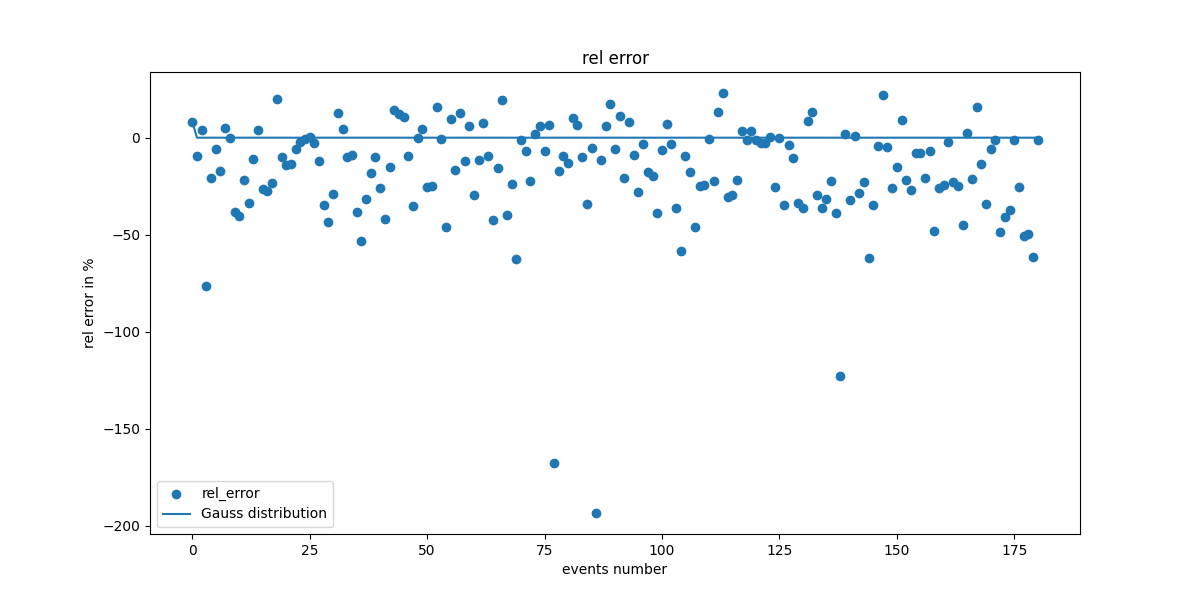 rel error
rel error in %
0
−50
−100
−150
−200
rel_error
Gauss distribution
0 25 50 75 100 125 150 175
events number